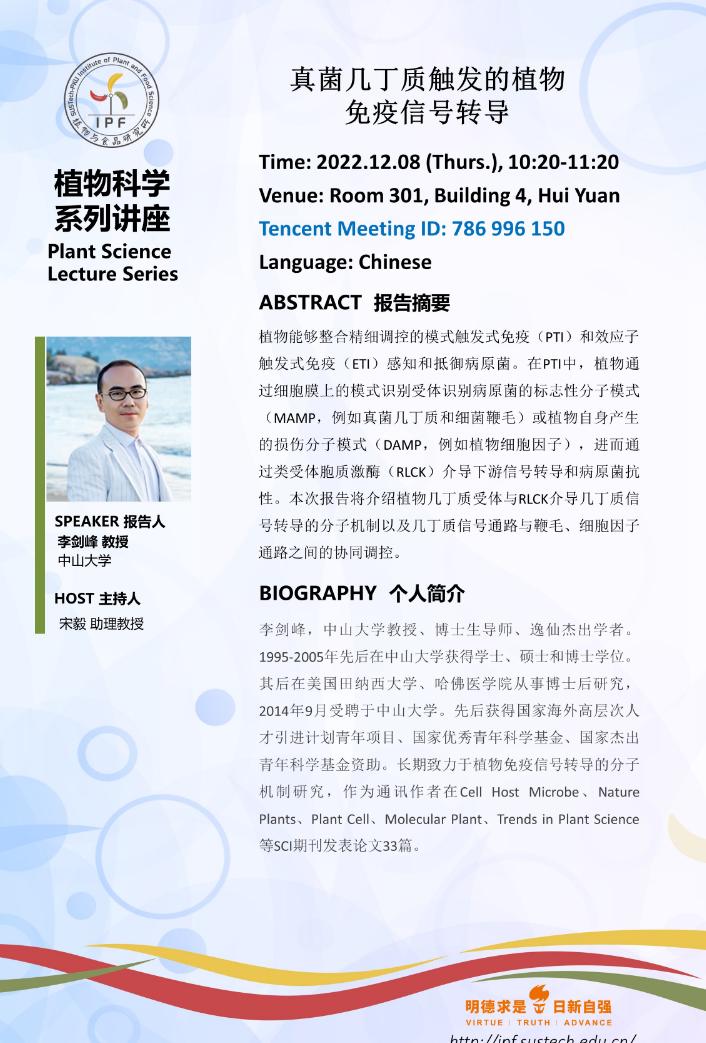 SUSTech-PKU Institute of Plant and Food Science
IPF
植物与食品研究所
植物科学
系列讲座
Plant Science
Lecture Series
SPEAKER 报告人
李剑峰 教授
中山大学
HOST 主持人
宋毅 助理教授
真菌几丁质触发的植物
免疫信号转导
Time: 2022.12.08 (Thurs.), 10:20-11:20
Venue: Room 301, Building 4, Hui Yuan
Tencent Meeting ID: 786 996 150
Language: Chinese
ABSTRACT 报告摘要
植物能够整合精细调控的模式触发式免疫（PTI）和效应子
触发式免疫（ETI）感知和抵御病原菌。在PTI中，植物通
过细胞膜上的模式识别受体识别病原菌的标志性分子模式
（MAMP，例如真菌几丁质和细菌鞭毛）或植物自身产生
的损伤分子模式（DAMP，例如植物细胞因子），进而通
过类受体胞质激酶（RLCK）介导下游信号转导和病原菌抗
性。本次报告将介绍植物几丁质受体与RLCK介导几丁质信
号转导的分子机制以及几丁质信号通路与鞭毛、细胞因子
通路之间的协同调控。
BIOGRAPHY 个人简介
李剑峰，中山大学教授、博士生导师、逸仙杰出学者。
1995-2005年先后在中山大学获得学士、硕士和博士学位。
其后在美国田纳西大学、哈佛医学院从事博士后研究，
2014年9月受聘于中山大学。先后获得国家海外高层次人
才引进计划青年项目、国家优秀青年科学基金、国家杰出
青年科学基金资助。长期致力于植物免疫信号转导的分子
机制研究，作为通讯作者在Cell Host Microbe、Nature
Plants、Plant Cell、Molecular Plant、Trends in Plant Science
等SCI期刊发表论文33篇。
明德求是 日新自强
VIRTUE | TRUTH | ADVANCE
http://ipf.sustech.edu.cn/